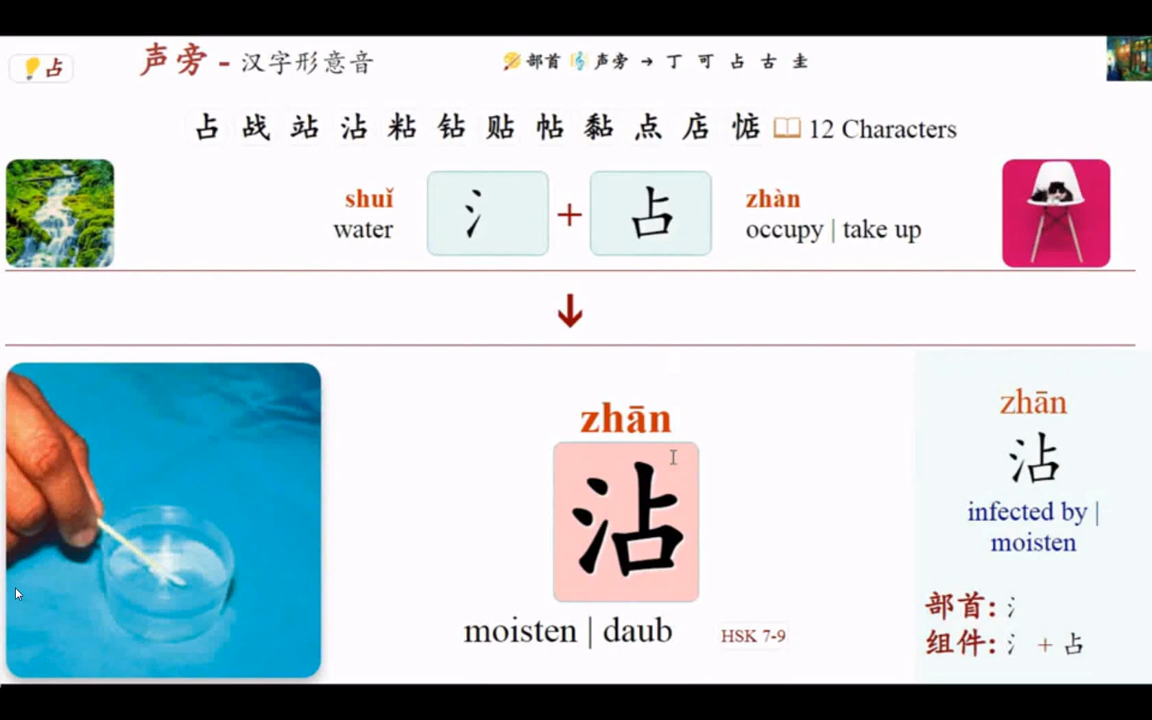 占
声旁 - 汉字形意音
部首 声旁 → 丁 可 占 古 圭
占 战 站 沾 粘 钻 贴 帖 黏 点 店 惦 12 Characters
shuǐ
water
氵 + 占
zhàn
occupy | take up
↓
zhān
沾
moisten | daub
HSK 7-9
zhān
沾
infected by |
moisten
部首: 氵
组件: 氵 + 占